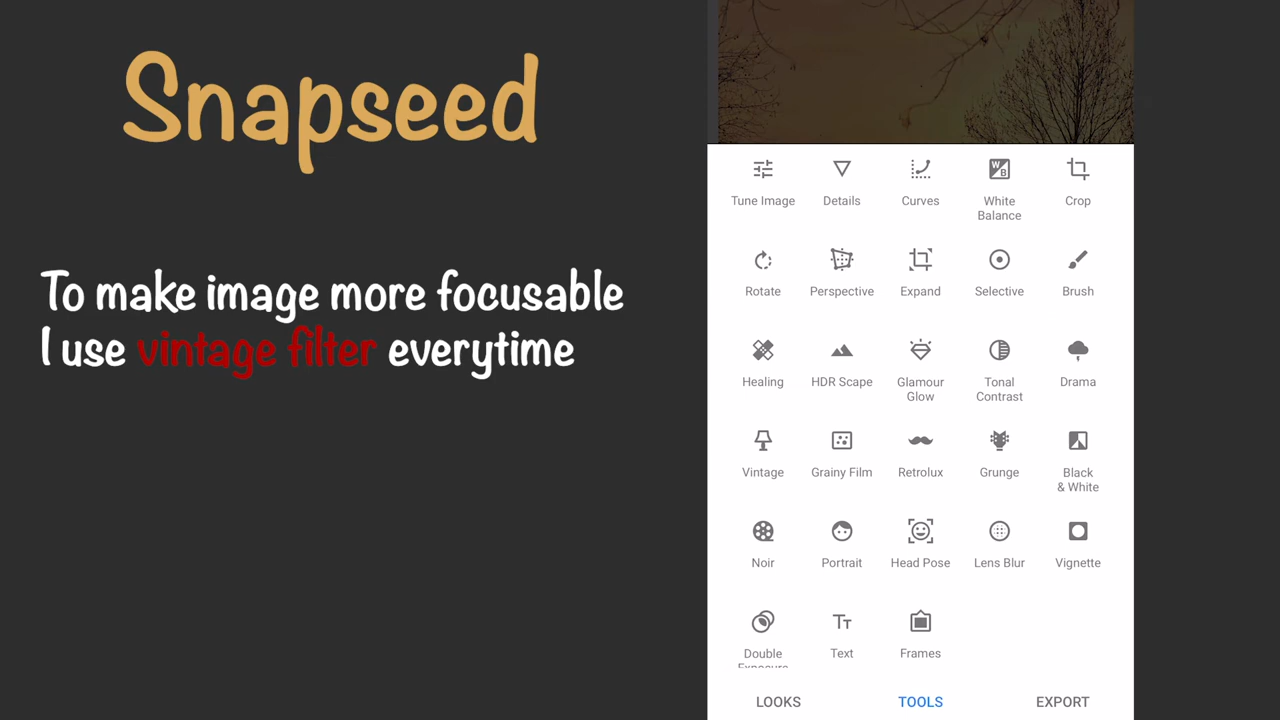 Snapseed
To make image more focusable
I use vintage filter everytime
Tune Image
Details
Curves
White
Balance
Crop
Rotate
Perspective
Expand
Selective
Brush
Healing
HDR Scape
Glamour
Glow
Tonal
Contrast
Drama
Vintage
Grainy Film
Retrolux
Grunge
Black
& White
Noir
Portrait
Head Pose
Lens Blur
Vignette
Double
Exposure
Text
Frames
LOOKS
TOOLS
EXPORT